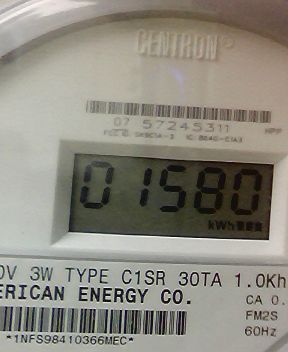 CENTRON®
07 57245311 HPP
01580
kWh
0V 3W TYPE C1SR 30TA 1.0Kh
ERICAN ENERGY CO. CA 0.
FM2S
*1NFS98410366MEC* 60Hz